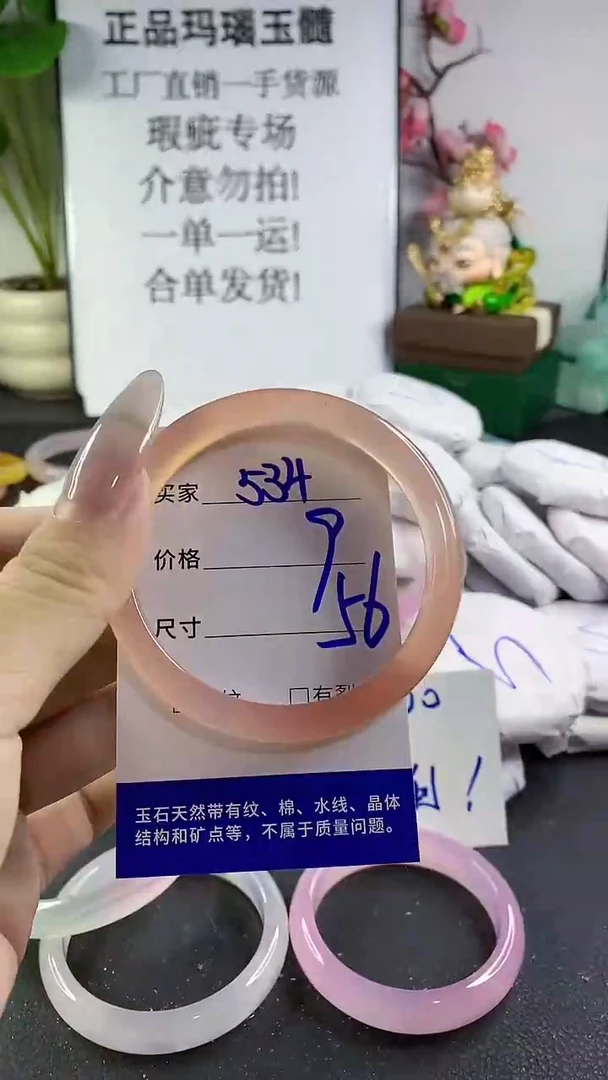 正品玛瑙玉髓
工厂直销一手货源
瑕疵专场
介意勿拍!
一单一运!
合单发货!
买家 534
价格 9
尺寸 56
纹 □有裂
玉石天然带有纹、棉、水线、晶体
结构和矿点等，不属于质量问题。